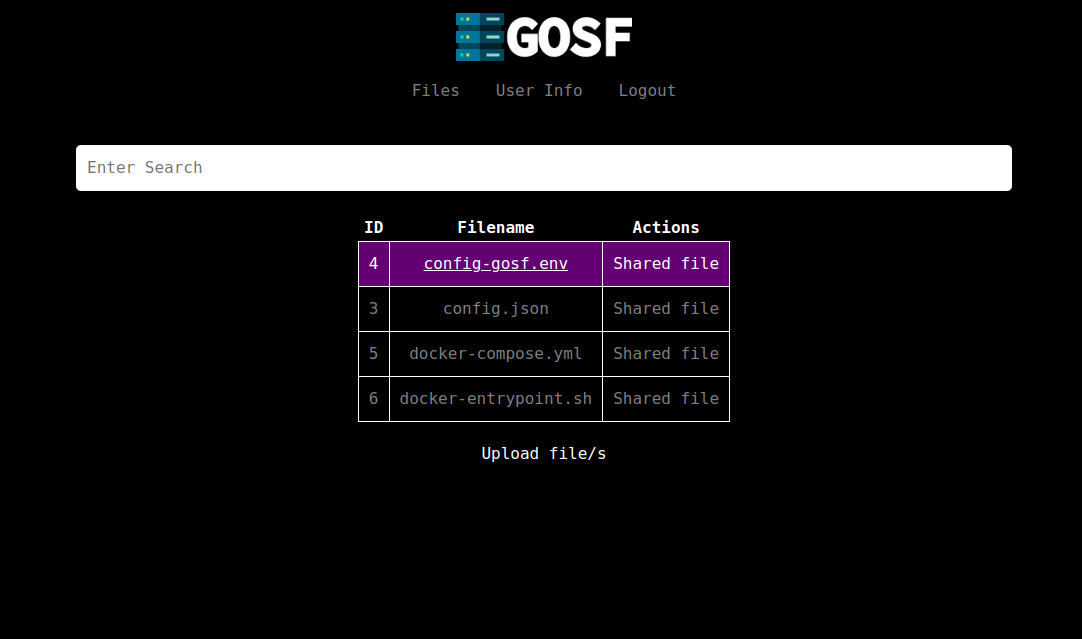 GOSF
Files User Info Logout
Enter Search
ID Filename Actions
4 config-gosf.env Shared file
3 config.json Shared file
5 docker-compose.yml Shared file
6 docker-entrypoint.sh Shared file
Upload file/s